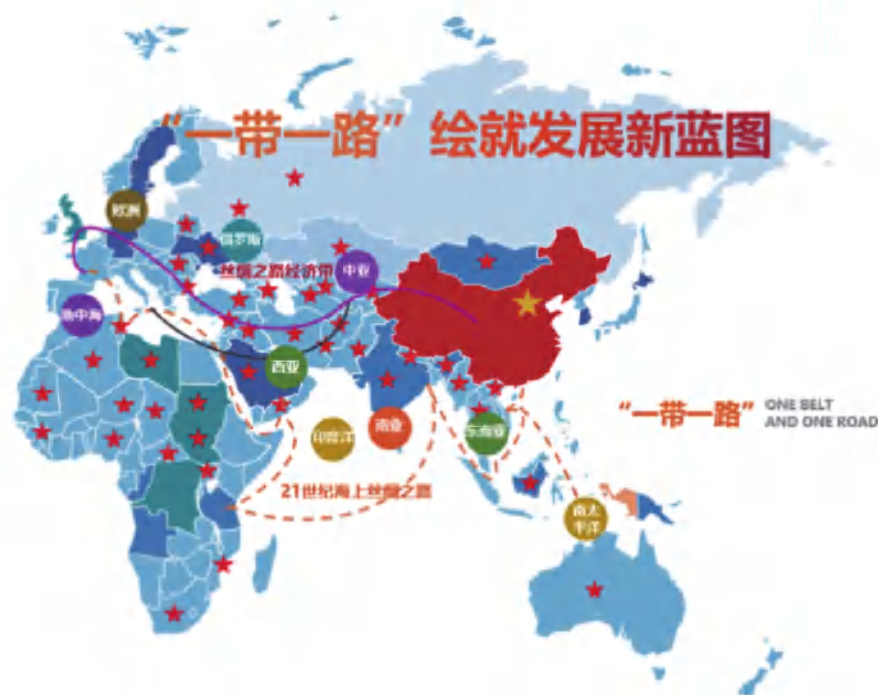 “一带一路” 绘就发展新蓝图
欧洲
俄罗斯
丝绸之路经济带
中亚
地中海
西亚
“一带一路”
ONE BELT
AND ONE ROAD
印度洋
南亚
东南亚
21世纪海上丝绸之路
南太
平洋